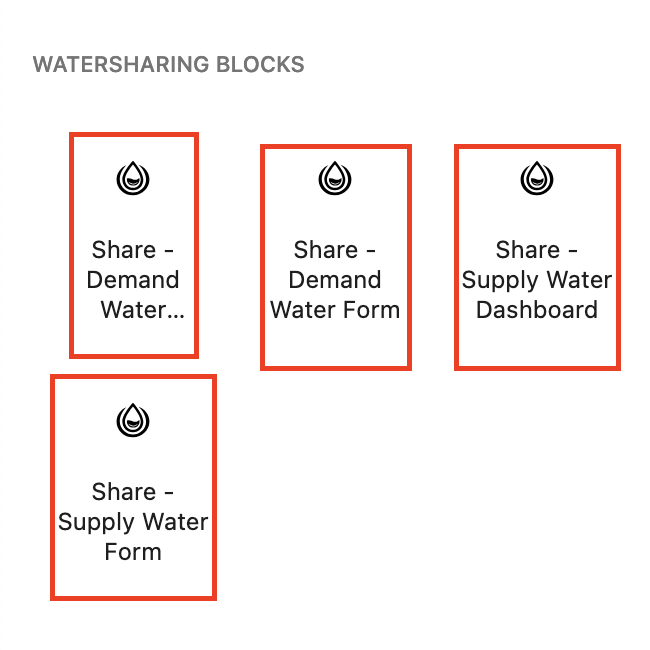 WATERSHARING BLOCKS
Share -
Demand
Water...
Share -
Demand
Water Form
Share -
Supply Water
Dashboard
Share -
Supply Water
Form